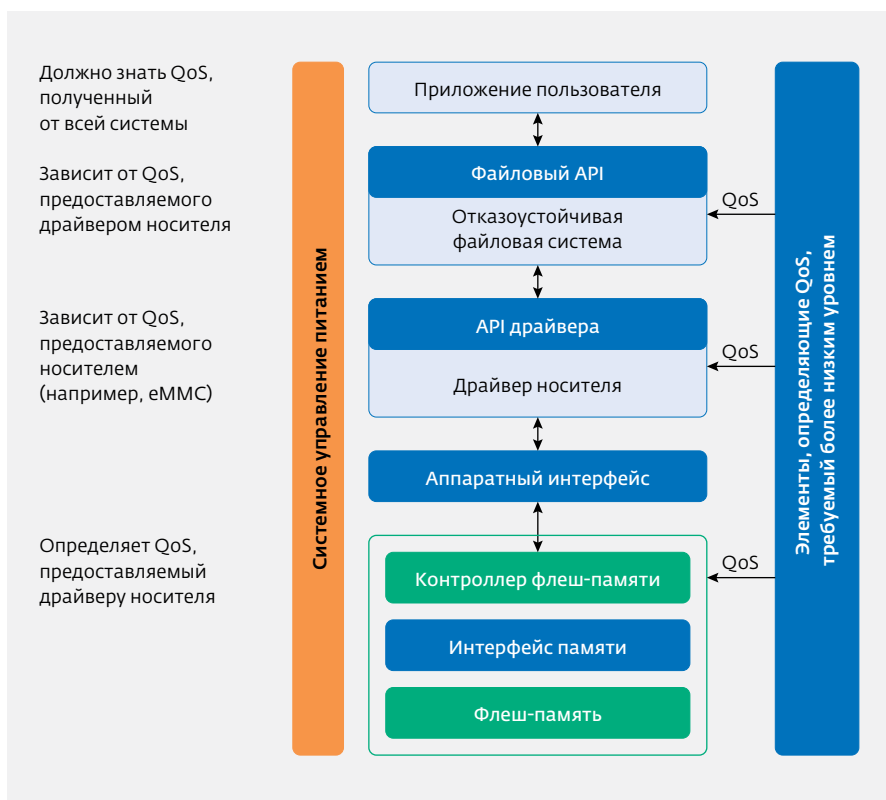 Должно знать QoS,
полученный
от всей системы
Зависит от QoS,
предоставляемого
драйвером носителя
Зависит от QoS,
предоставляемого
носителем
(например, eMMC)
Определяет QoS,
предоставляемый
драйверу носителя
Системное управление питанием
Приложение пользователя
Файловый API
Отказоустойчивая
файловая система
API драйвера
Драйвер носителя
Аппаратный интерфейс
Контроллер флеш-памяти
Интерфейс памяти
Флеш-память
QoS
QoS
QoS
Элементы, определяющие QoS,
требуемый более низким уровнем